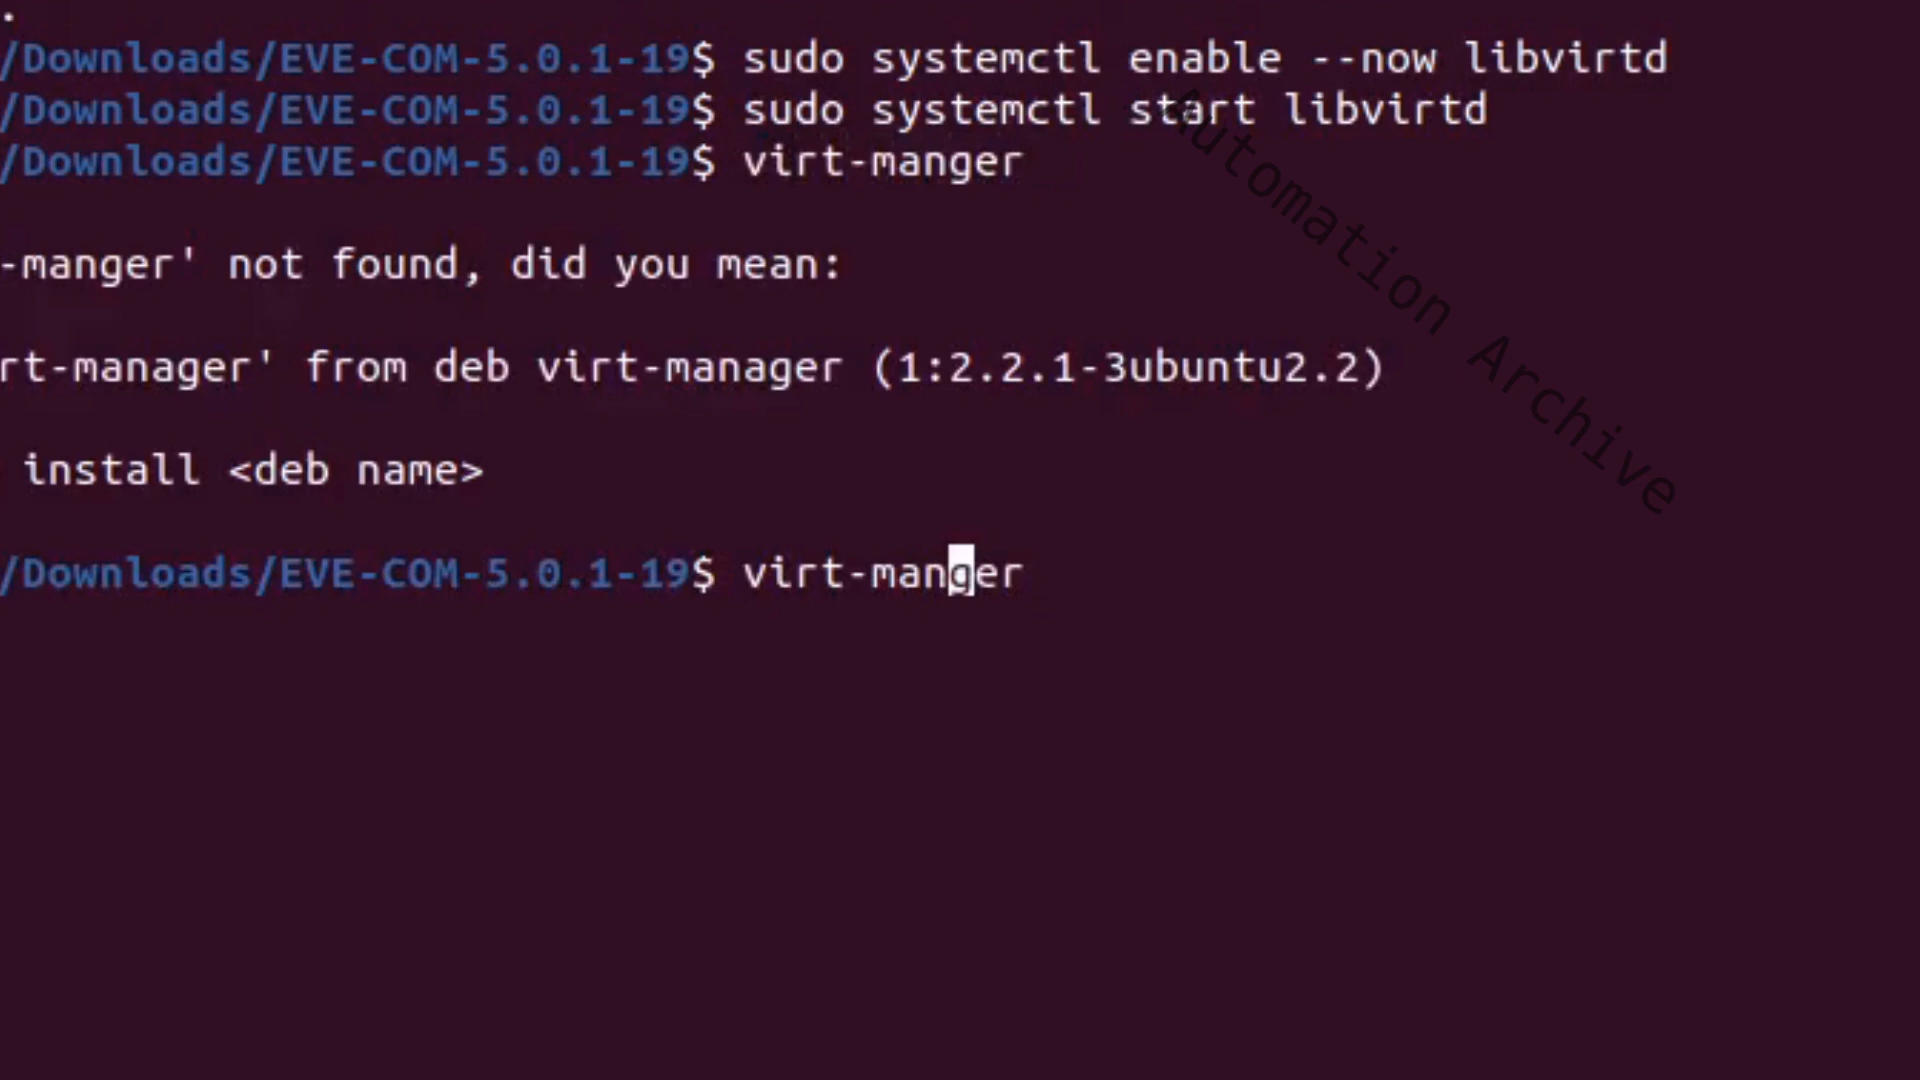 .
/Downloads/EVE-COM-5.0.1-19$ sudo systemctl enable --now libvirtd
/Downloads/EVE-COM-5.0.1-19$ sudo systemctl start libvirtd
/Downloads/EVE-COM-5.0.1-19$ virt-manger
-manger' not found, did you mean:
rt-manager' from deb virt-manager (1:2.2.1-3ubuntu2.2)
install <deb name>
/Downloads/EVE-COM-5.0.1-19$ virt-manger
Automation Archive